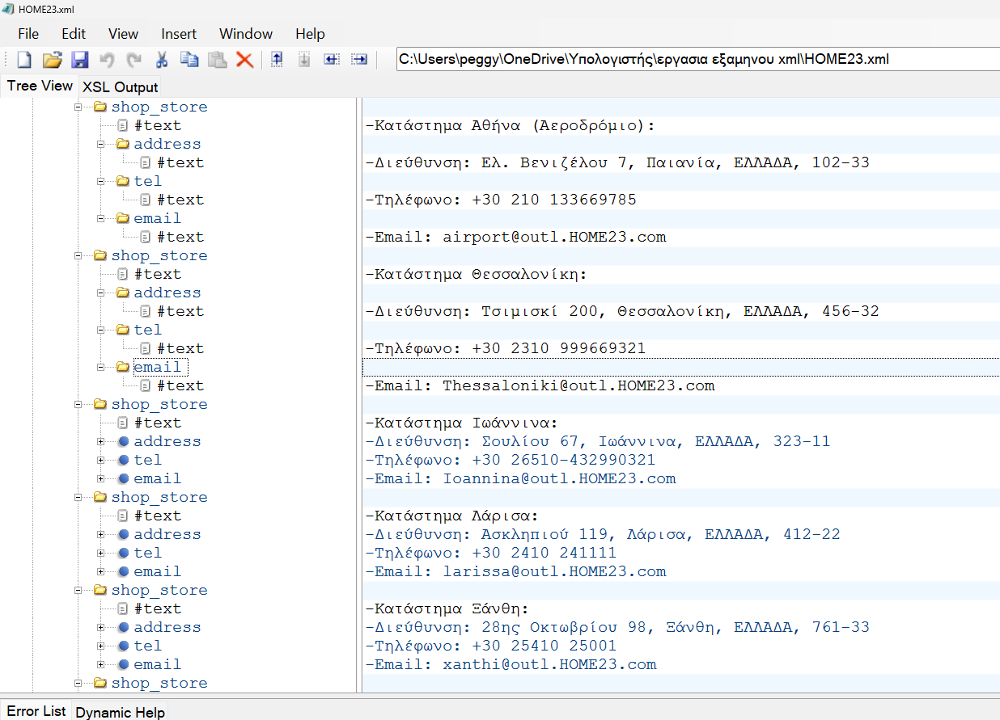 HOME23.xml
File Edit View Insert Window Help
C:\Users\peggy\OneDrive\Υπολογιστής\εργασια εξαμηνου xml\HOME23.xml
Tree View XSL Output
shop_store
#text -Κατάστημα Αθήνα (Αεροδρόμιο):
address
#text -Διεύθυνση: Ελ. Βενιζέλου 7, Παιανία, ΕΛΛΑΔΑ, 102-33
tel
#text -Τηλέφωνο: +30 210 133669785
email
#text -Email: airport@outl.HOME23.com
shop_store
#text -Κατάστημα Θεσσαλονίκη:
address
#text -Διεύθυνση: Τσιμισκί 200, Θεσσαλονίκη, ΕΛΛΑΔΑ, 456-32
tel
#text -Τηλέφωνο: +30 2310 999669321
email
#text -Email: Thessaloniki@outl.HOME23.com
shop_store
#text -Κατάστημα Ιωάννινα:
address -Διεύθυνση: Σουλίου 67, Ιωάννινα, ΕΛΛΑΔΑ, 323-11
tel -Τηλέφωνο: +30 26510-432990321
email -Email: Ioannina@outl.HOME23.com
shop_store
#text -Κατάστημα Λάρισα:
address -Διεύθυνση: Ασκληπιού 119, Λάρισα, ΕΛΛΑΔΑ, 412-22
tel -Τηλέφωνο: +30 2410 241111
email -Email: larissa@outl.HOME23.com
shop_store
#text -Κατάστημα Ξάνθη:
address -Διεύθυνση: 28ης Οκτωβρίου 98, Ξάνθη, ΕΛΛΑΔΑ, 761-33
tel -Τηλέφωνο: +30 25410 25001
email -Email: xanthi@outl.HOME23.com
shop_store
Error List Dynamic Help